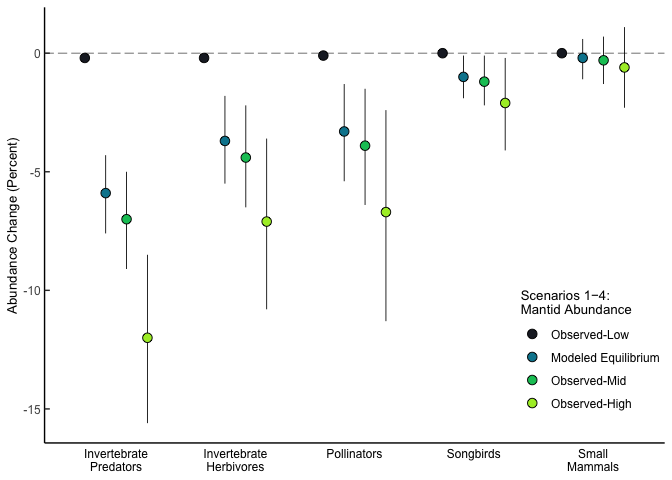 Abundance Change (Percent)
0
-5
-10
-15
Invertebrate
Predators
Invertebrate
Herbivores
Pollinators
Songbirds
Small
Mammals
Scenarios 1−4:
Mantid Abundance
Observed-Low
Modeled Equilibrium
Observed-Mid
Observed-High